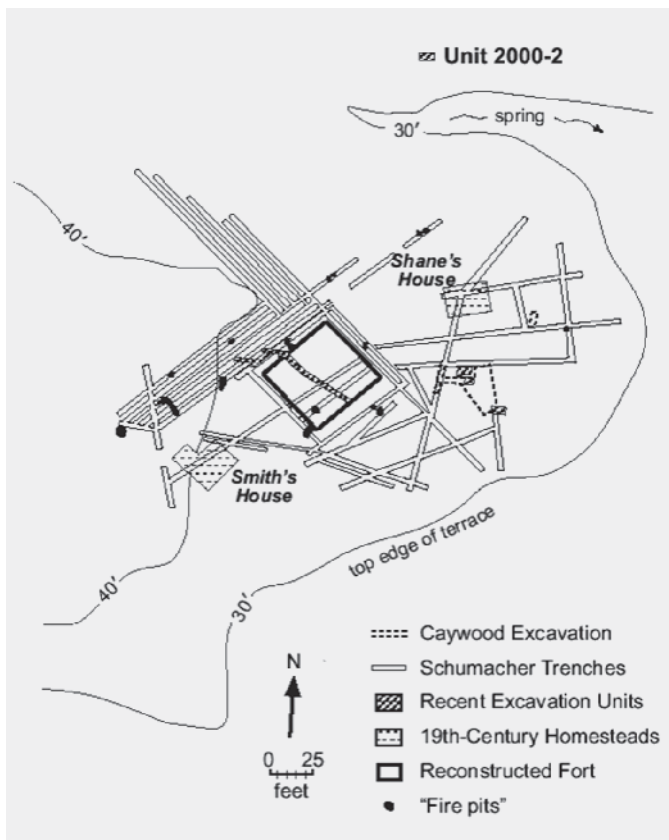 Unit 2000-2
spring
30′
40′
Shane's
House
Smith's
House
top edge of terrace
40′
30′
N
0 25
feet
Caywood Excavation
Schumacher Trenches
Recent Excavation Units
19th-Century Homesteads
Reconstructed Fort
"Fire pits"